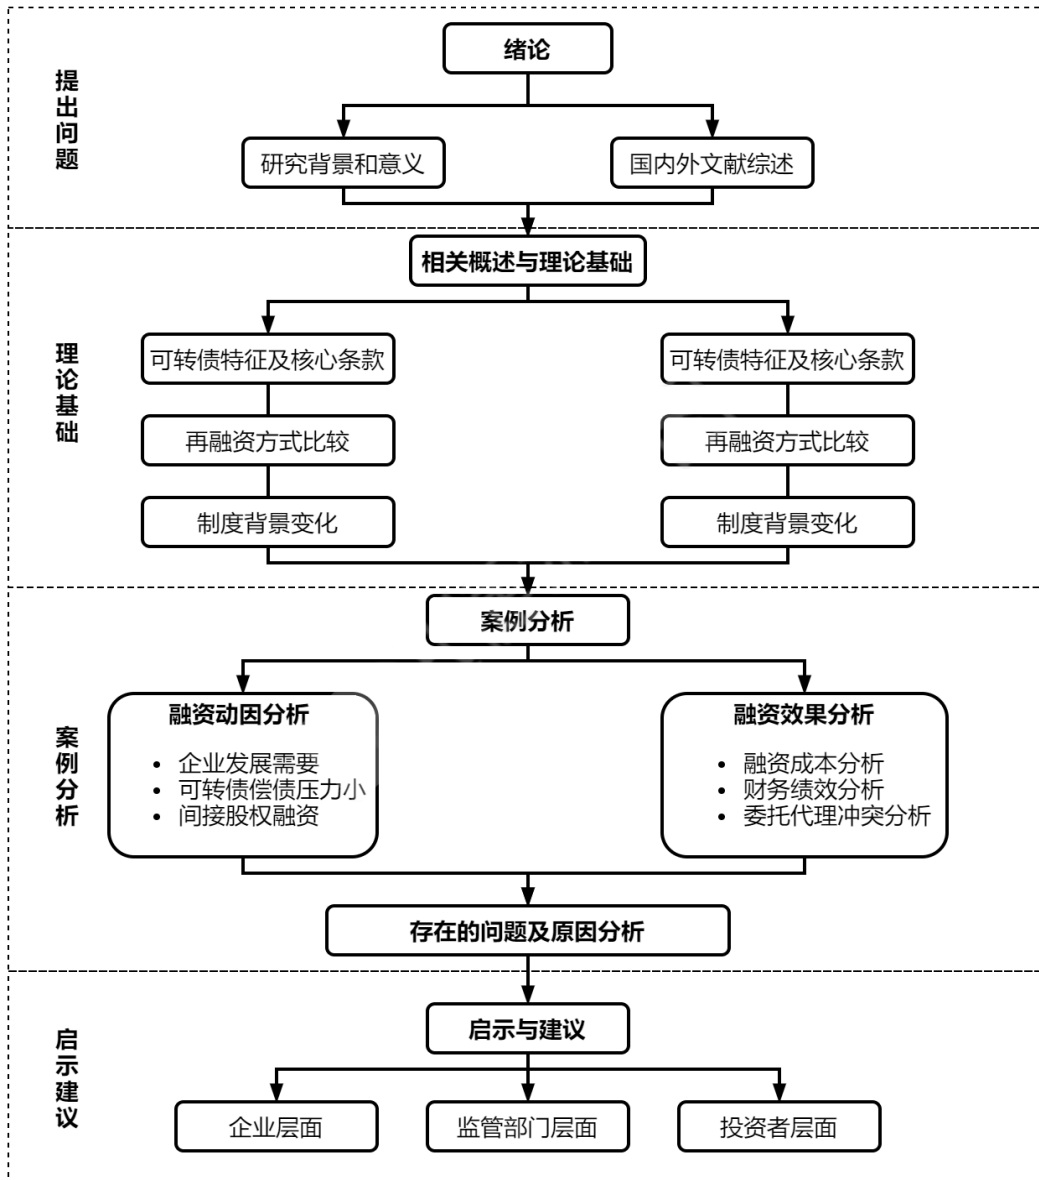 提出问题
绪论
研究背景和意义
国内外文献综述
理论基础
相关概述与理论基础
可转债特征及核心条款
可转债特征及核心条款
再融资方式比较
再融资方式比较
制度背景变化
制度背景变化
案例分析
案例分析
融资动因分析
• 企业发展需要
• 可转债偿债压力小
• 间接股权融资
融资效果分析
• 融资成本分析
• 财务绩效分析
• 委托代理冲突分析
存在的问题及原因分析
启示建议
启示与建议
企业层面
监管部门层面
投资者层面